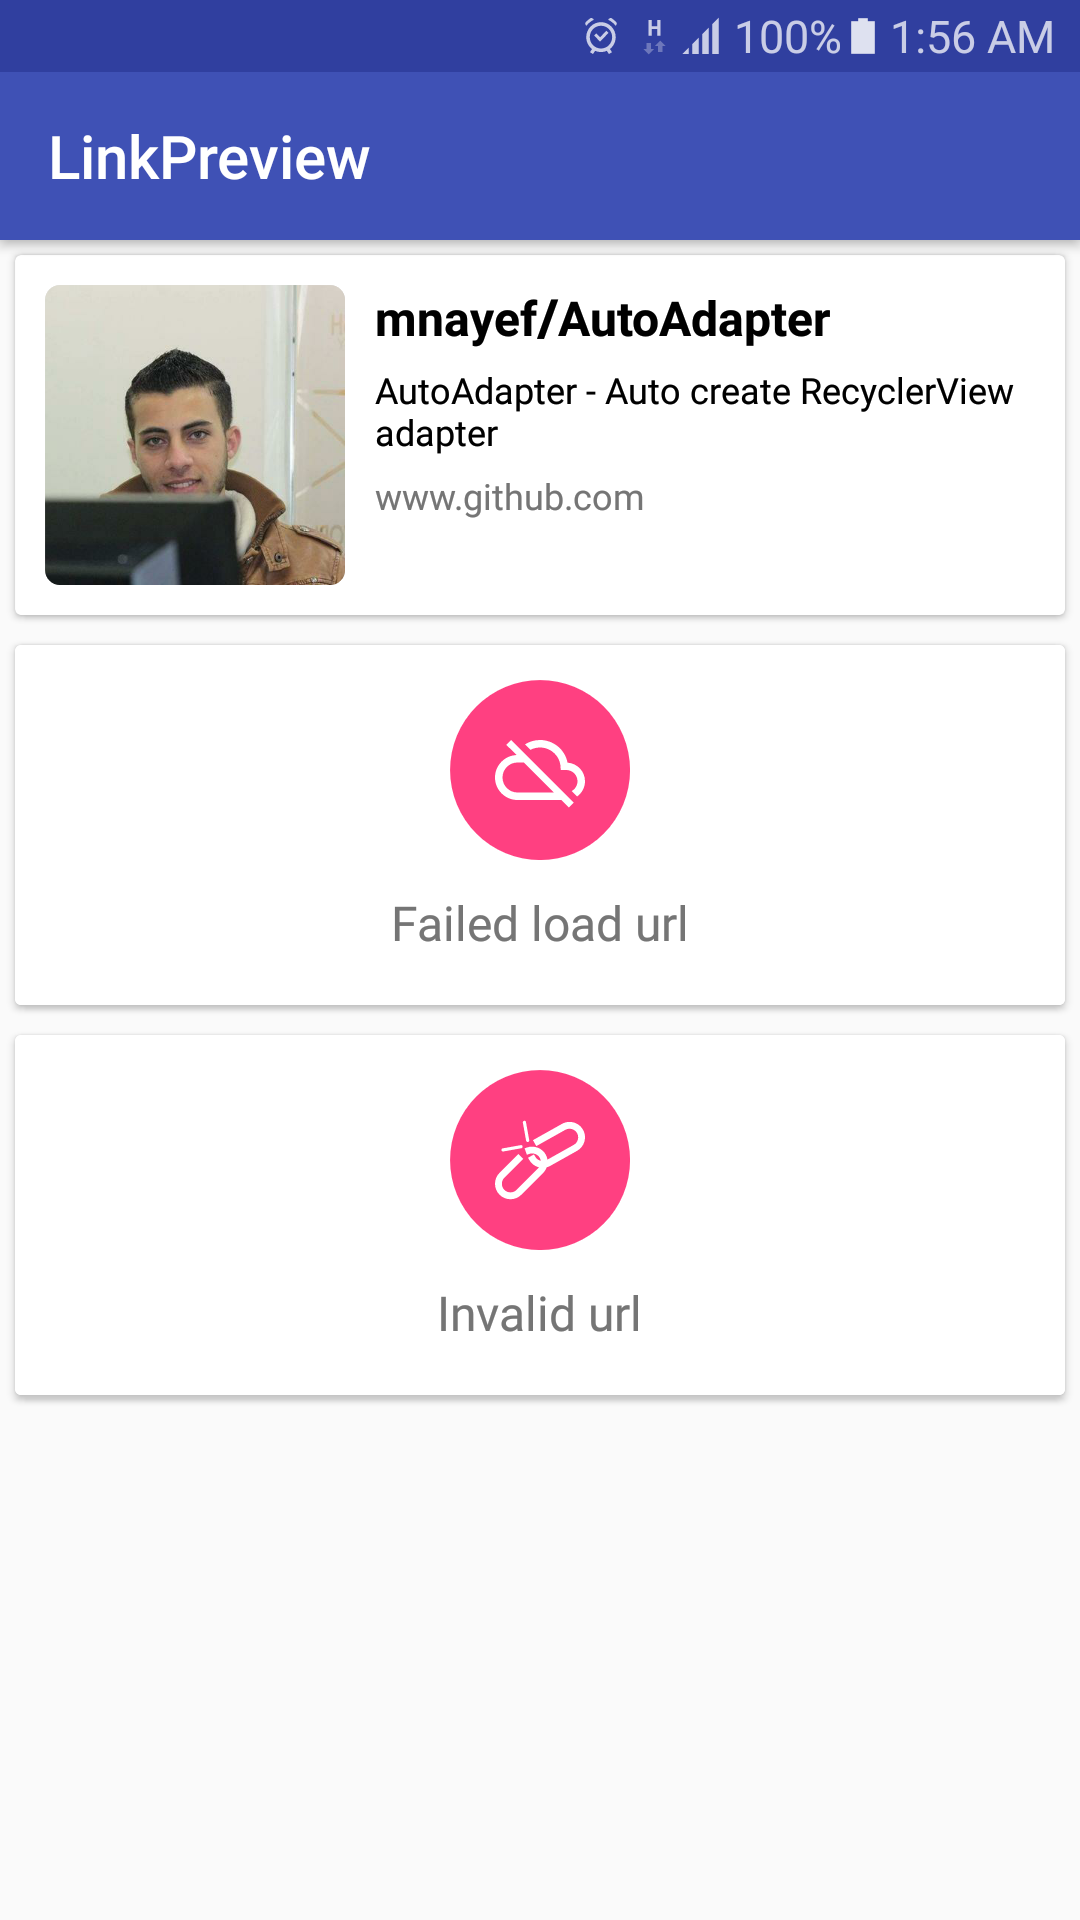 H 100% 1:56 AM
LinkPreview
mnayef/AutoAdapter
AutoAdapter - Auto create RecyclerView
adapter
www.github.com
Failed load url
Invalid url